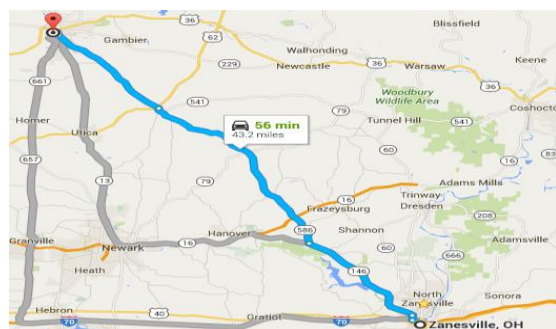 36
Blissfield
Gambier
36
62
Walhonding
Keene
Newcastle
Warsaw
229
36
661
Woodbury
Wildlife Area
Coshocto
541
56 min
43.2 miles
Tunnel Hill
541
Homer
Utica
60
83
657
79
Adams Mills
13
16
Trinway
Dresden
Frazeysburg
Hanover
208
Granville
16
586
Shannon
Newark
Adamsville
60
666
Heath
146
North
Zanesville
Sonora
Hebron
40
70
Gratiot
70
Zanesville, OH
70